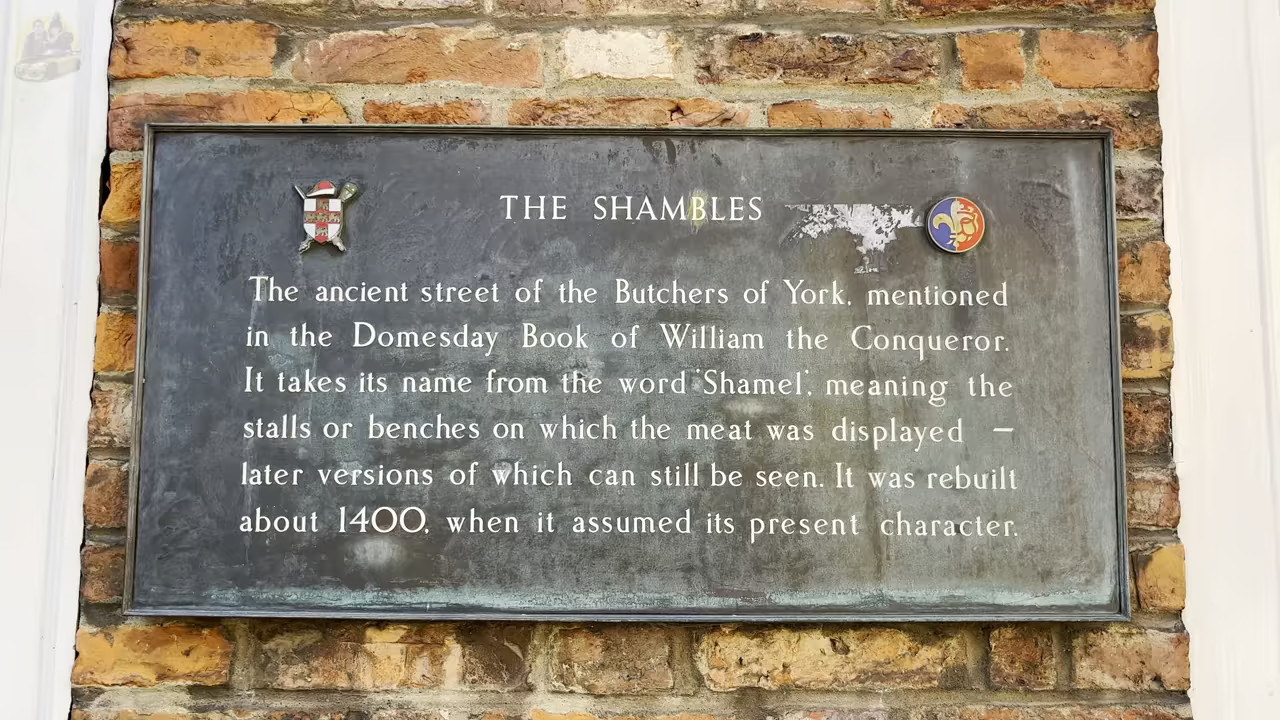 THE SHAMBLES
The ancient street of the Butchers of York, mentioned
in the Domesday Book of William the Conqueror.
It takes its name from the word 'Shamel', meaning the
stalls or benches on which the meat was displayed –
later versions of which can still be seen. It was rebuilt
about 1400, when it assumed its present character.